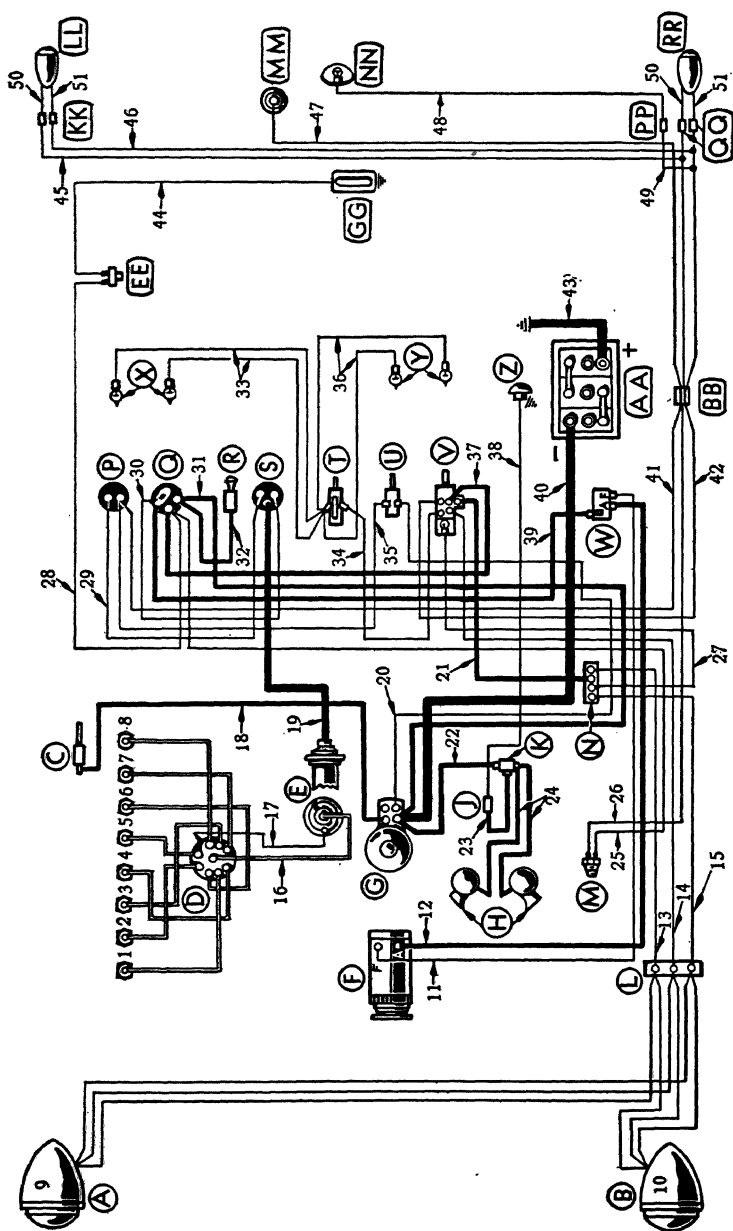 50
51
LL
KK
46
45
MM
NN
47
48
PP
50
51
RR
QQ
49
44
GG
EE
43
+
AA
−
40
BB
X
33
36
Y
Z
38
P
30
Q
31
R
32
S
T
U
V
37
34
35
39
W
41
42
28
29
21
27
20
22
C
18
19
E
1
2
3
4
5
6
7
8
D
17
16
G
J
K
N
23
24
H
26
25
M
F
F
A
12
11
13
14
15
L
9
A
10
B